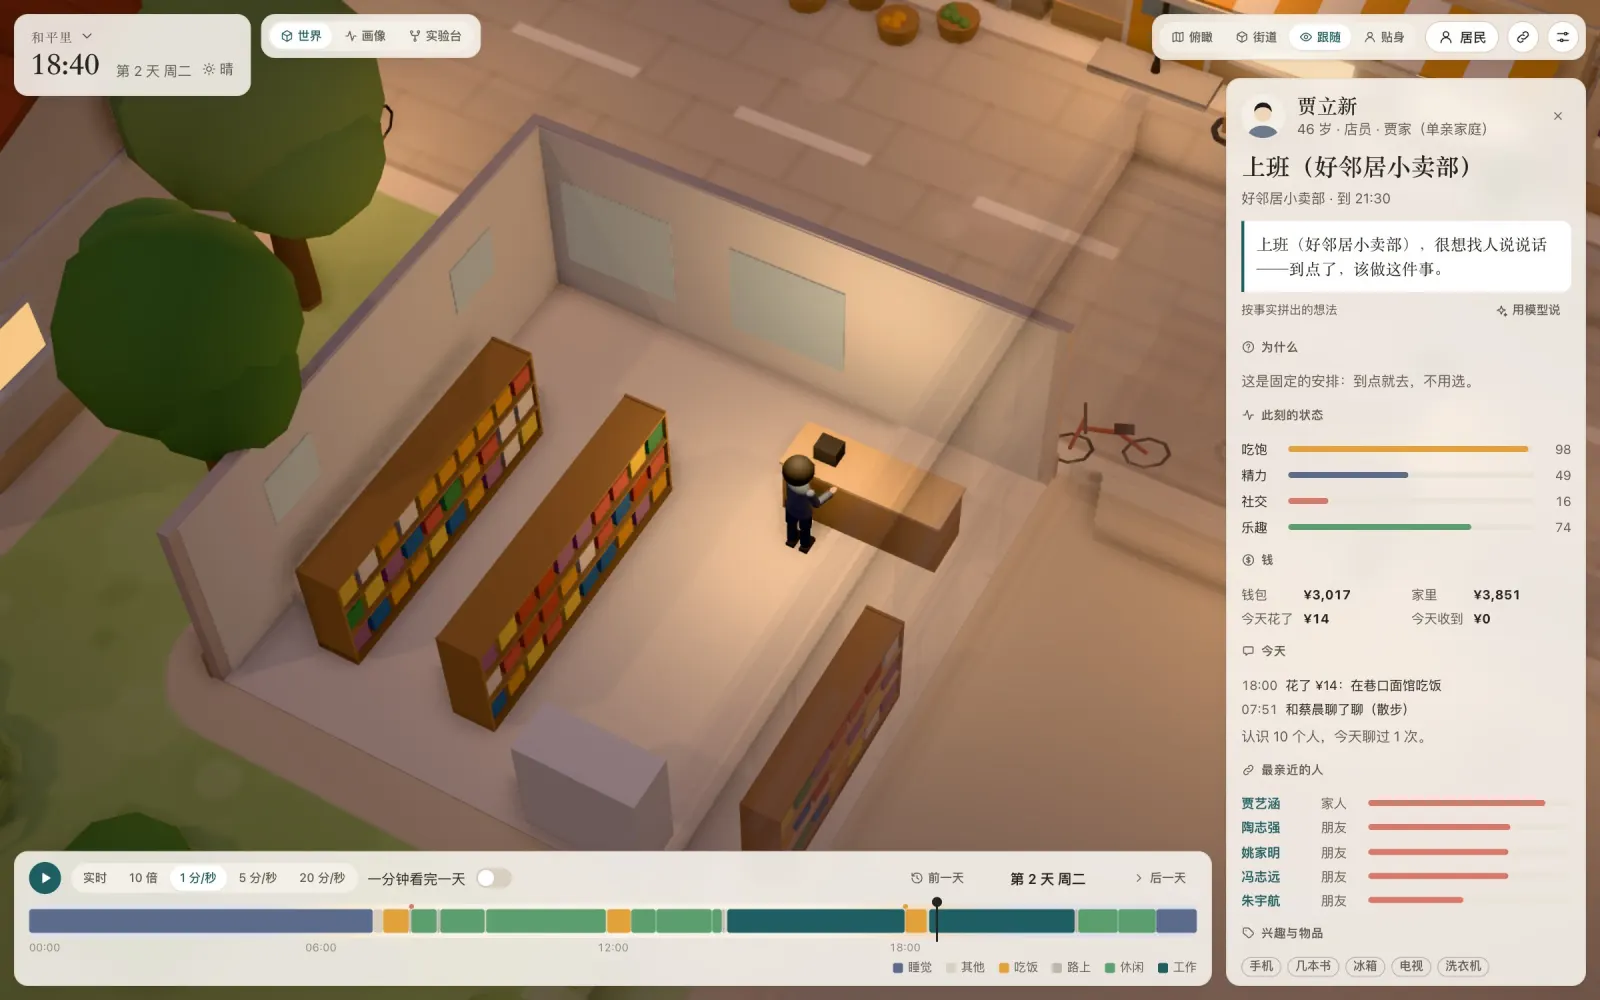 和平里
18:40 第 2 天 周二 晴
世界 画像 实验台
俯瞰 街道 跟随 贴身 居民
贾立新
46 岁 · 店员 · 贾家（单亲家庭）
上班（好邻居小卖部）
好邻居小卖部 · 到 21:30
上班（好邻居小卖部），很想找人说说话
——到点了，该做这件事。
按事实拼出的想法 用模型说
为什么
这是固定的安排：到点就去，不用选。
此刻的状态
吃饱 98
精力 49
社交 16
乐趣 74
钱
钱包 ¥3,017 家里 ¥3,851
今天花了 ¥14 今天收到 ¥0
今天
18:00 花了 ¥14：在巷口面馆吃饭
07:51 和蔡晨聊了聊（散步）
认识 10 个人，今天聊过 1 次。
最亲近的人
贾艺涵 家人
陶志强 朋友
姚家明 朋友
冯志远 朋友
朱宇航 朋友
兴趣与物品
手机 几本书 冰箱 电视 洗衣机
实时 10 倍 1 分/秒 5 分/秒 20 分/秒 一分钟看完一天 前一天 第 2 天 周二 后一天
00:00 06:00 12:00 18:00
睡觉 其他 吃饭 路上 休闲 工作